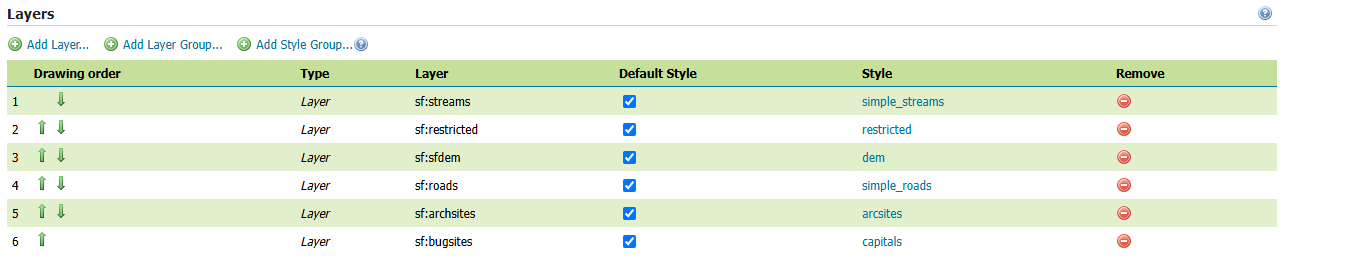 Layers
Add Layer... Add Layer Group... Add Style Group...
Drawing order Type Layer Default Style Style Remove
1 Layer sf:streams simple_streams
2 Layer sf:restricted restricted
3 Layer sf:sfdem dem
4 Layer sf:roads simple_roads
5 Layer sf:archsites arcsites
6 Layer sf:bugsites capitals